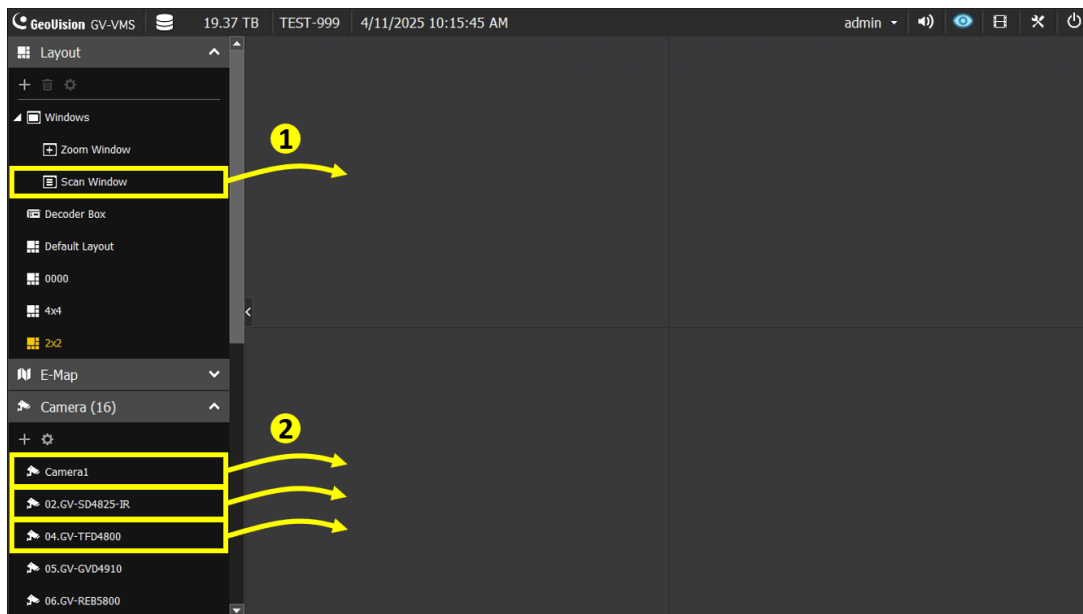 GeoVision GV-VMS 19.37 TB TEST-999 4/11/2025 10:15:45 AM admin
Layout
Windows
Zoom Window
Scan Window
Decoder Box
Default Layout
0000
4x4
2x2
E-Map
Camera (16)
Camera1
02.GV-SD4825-IR
04.GV-TFD4800
05.GV-GVD4910
06.GV-REB5800
1
2